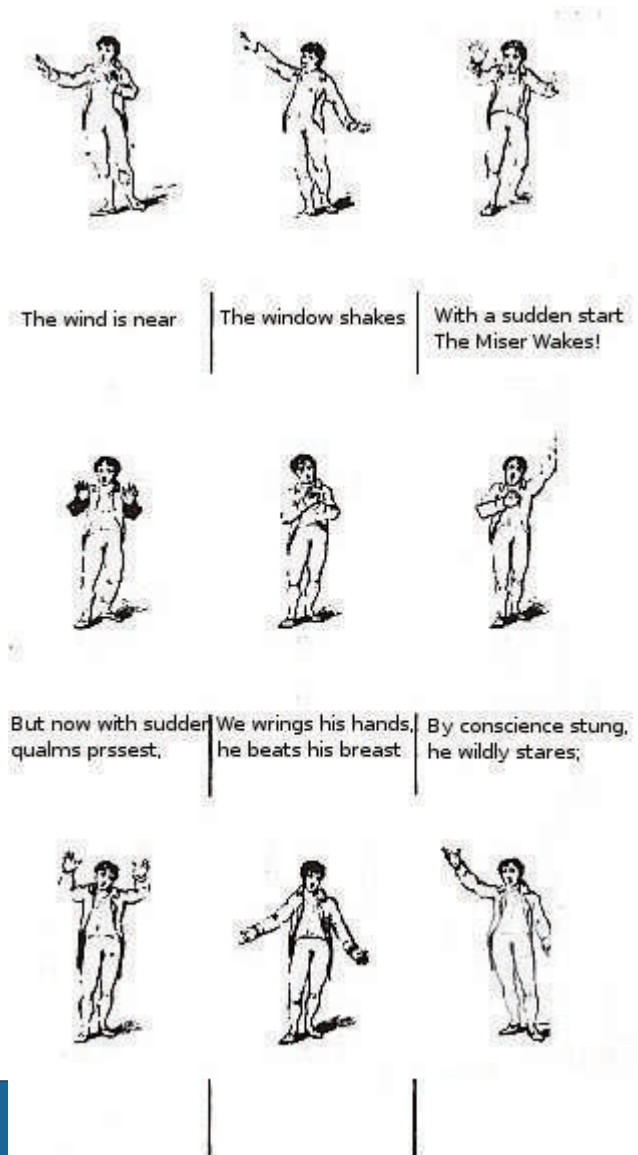 The wind is near
The window shakes
With a sudden start
The Miser Wakes!
But now with sudden
qualms prssest,
We wrings his hands,
he beats his breast
By conscience stung,
he wildly stares;